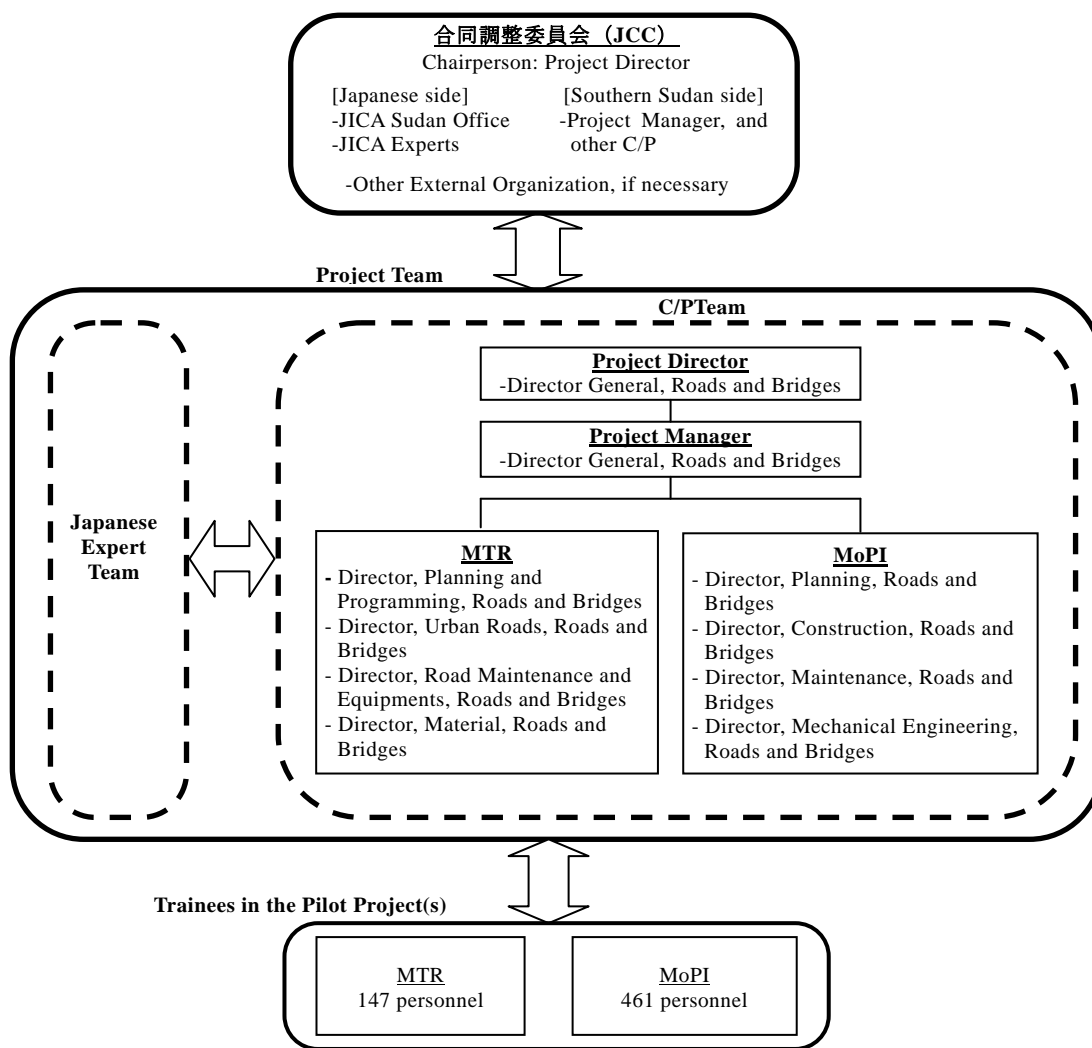 合同調整委員会（JCC）
Chairperson: Project Director
[Japanese side]
-JICA Sudan Office
-JICA Experts
[Southern Sudan side]
-Project Manager, and
other C/P
-Other External Organization, if necessary
Project Team
C/PTeam
Project Director
-Director General, Roads and Bridges
Project Manager
-Director General, Roads and Bridges
Japanese
Expert
Team
MTR
- Director, Planning and
Programming, Roads and Bridges
- Director, Urban Roads, Roads and
Bridges
- Director, Road Maintenance and
Equipments, Roads and Bridges
- Director, Material, Roads and
Bridges
MoPI
- Director, Planning, Roads and
Bridges
- Director, Construction, Roads and
Bridges
- Director, Maintenance, Roads and
Bridges
- Director, Mechanical Engineering,
Roads and Bridges
Trainees in the Pilot Project(s)
MTR
147 personnel
MoPI
461 personnel